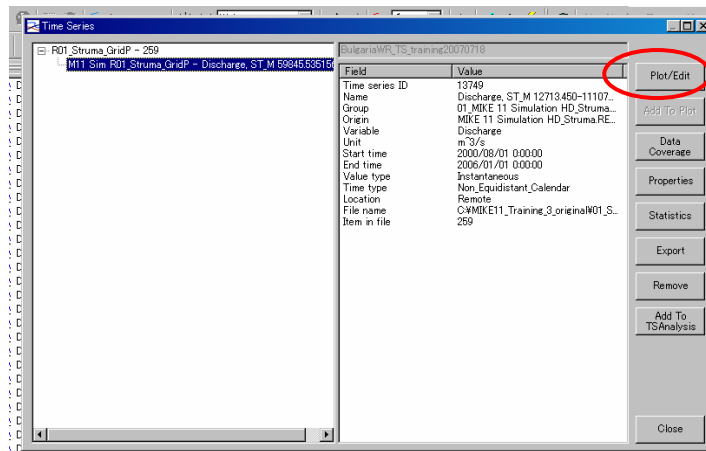 Time Series
R01_Struma_GridP - 259
M11 Sim R01_Struma_GridP - Discharge, ST_M 59845.53515
BulgariaWR_TS_training20070718
Field Value
Time series ID 13749
Name Discharge, ST_M 12713.450-11107...
Group 01_MIKE 11 Simulation HD_Struma...
Origin MIKE 11 Simulation HD_Struma.RE...
Variable Discharge
Unit m^3/s
Start time 2000/08/01 0:00:00
End time 2006/01/01 0:00:00
Value type Instantaneous
Time type Non_Equidistant_Calendar
Location Remote
File name C:¥MIKE11_Training_3_original¥01_S...
Item in file 259
Plot/Edit
Add To Plot
Data
Coverage
Properties
Statistics
Export
Remove
Add To
TSAnalysis
Close